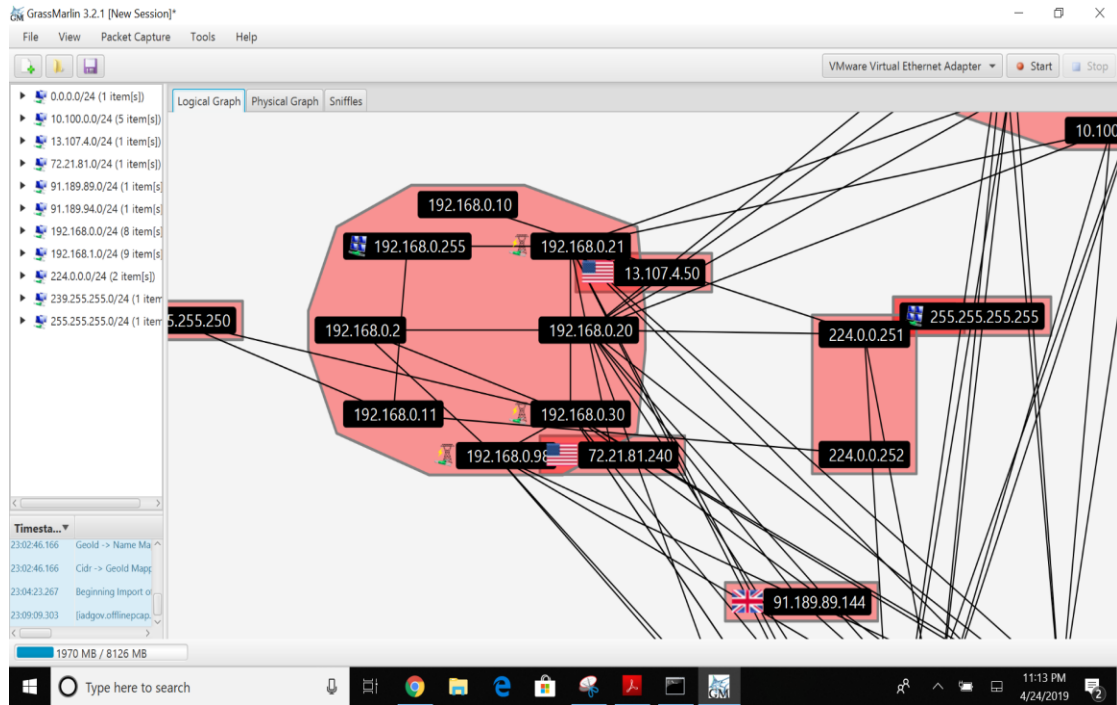 GrassMarlin 3.2.1 [New Session]*
File View Packet Capture Tools Help
VMware Virtual Ethernet Adapter Start Stop
0.0.0.0/24 (1 item[s])
10.100.0.0/24 (5 item[s])
13.107.4.0/24 (1 item[s])
72.21.81.0/24 (1 item[s])
91.189.89.0/24 (1 item[s
91.189.94.0/24 (1 item[s
192.168.0.0/24 (8 item[s
192.168.1.0/24 (9 item[s
224.0.0.0/24 (2 item[s])
239.255.255.0/24 (1 item
255.255.255.0/24 (1 item
Logical Graph Physical Graph Sniffles
10.100
192.168.0.10
192.168.0.255 192.168.0.21
13.107.4.50
5.255.250 192.168.0.2 192.168.0.20 224.0.0.251 255.255.255.255
192.168.0.11 192.168.0.30
192.168.0.98 72.21.81.240 224.0.0.252
91.189.89.144
Timesta...
23:02:46.166 GeoId -> Name Ma
23:02:46.166 Cidr -> GeoId Mapp
23:04:23.267 Beginning Import o
23:09:09.303 [iadgov.offlinepcap.
1970 MB / 8126 MB
Type here to search
GM
11:13 PM
4/24/2019
2